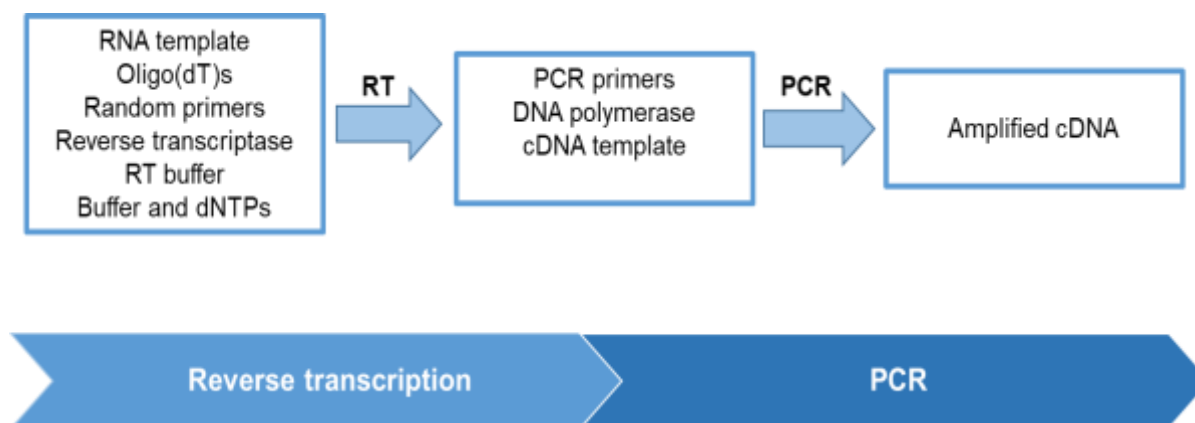 RNA template
Oligo(dT)s
Random primers
Reverse transcriptase
RT buffer
Buffer and dNTPs
RT
PCR primers
DNA polymerase
cDNA template
PCR
Amplified cDNA
Reverse transcription
PCR